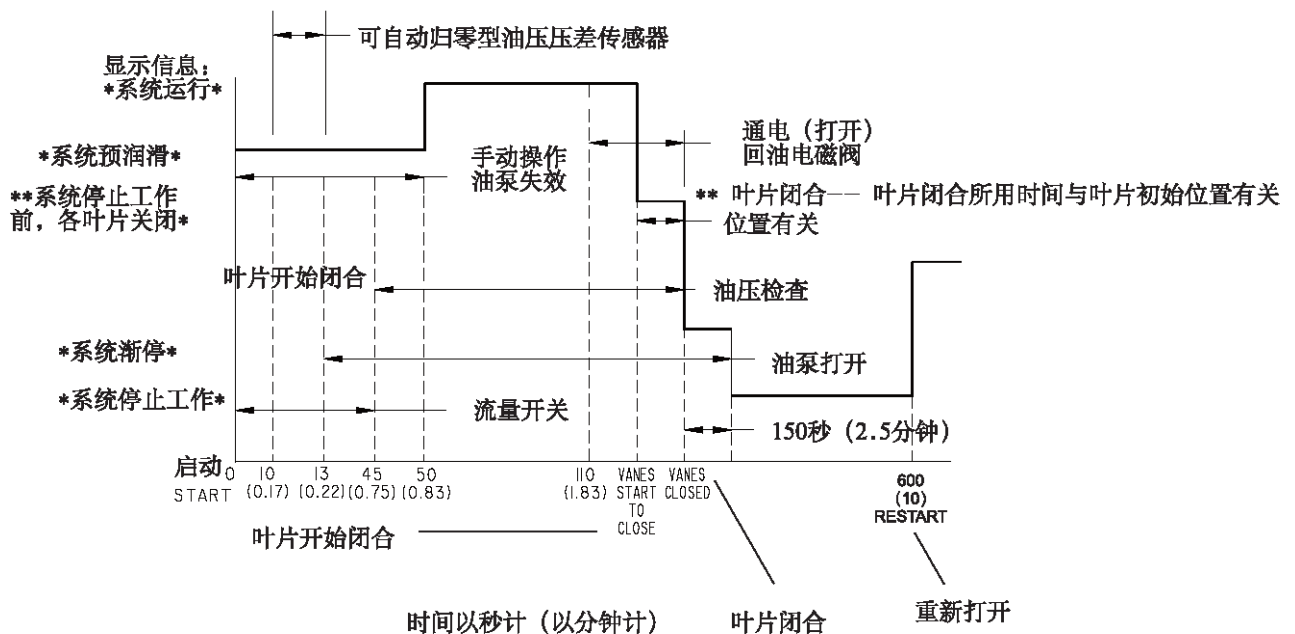 可自动归零型油压压差传感器
显示信息：
*系统运行*
*系统预润滑*
手动操作
油泵失效
通电（打开）
回油电磁阀
**系统停止工作
前，各叶片关闭*
** 叶片闭合—— 叶片闭合所用时间与叶片初始位置有关
位置有关
叶片开始闭合
油压检查
*系统渐停*
油泵打开
*系统停止工作*
流量开关
150秒（2.5分钟）
启动
START
0
10
(0.17)
13
(0.22)
45
(0.75)
50
(0.83)
110
(1.83)
VANES
START
TO
CLOSE
VANES
CLOSED
600
(10)
RESTART
叶片开始闭合
时间以秒计（以分钟计）
叶片闭合
重新打开